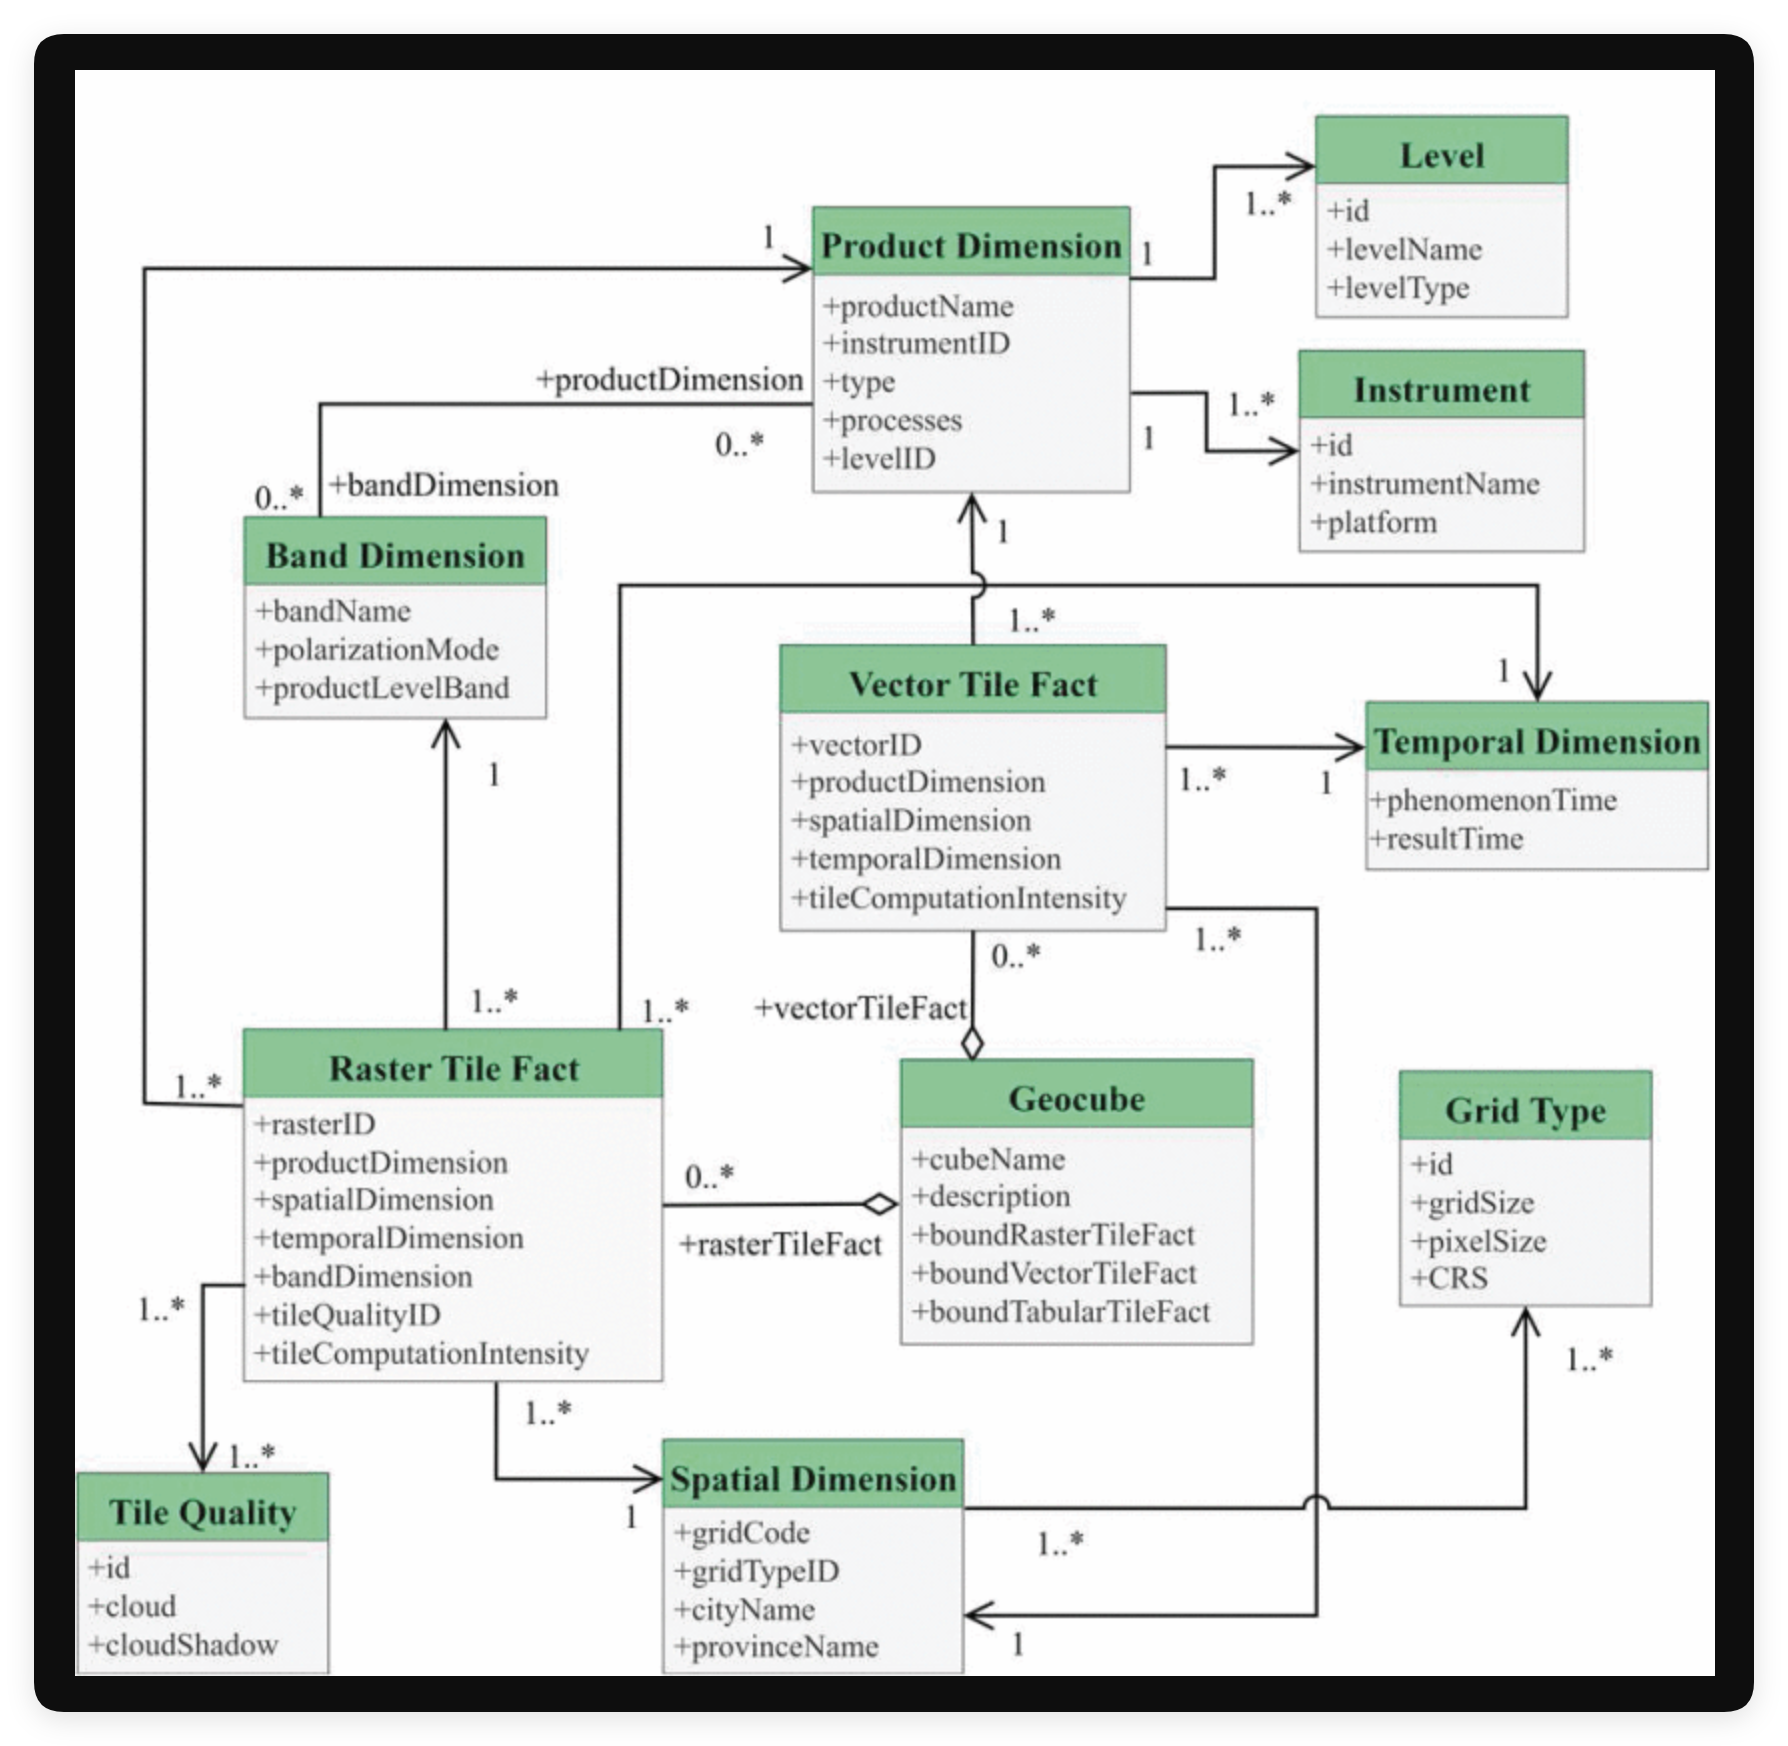 Level
+id
+levelName
+levelType
1..*
1
Product Dimension
1
+productName
+instrumentID
+type
+processes
+levelID
+productDimension
0..*
1..*
1
Instrument
+id
+instrumentName
+platform
0..*
+bandDimension
Band Dimension
+bandName
+polarizationMode
+productLevelBand
1
1..*
1
1..*
Vector Tile Fact
+vectorID
+productDimension
+spatialDimension
+temporalDimension
+tileComputationIntensity
1..*
1
1
Temporal Dimension
+phenomenonTime
+resultTime
1..*
0..*
+vectorTileFact
1..*
1..*
Raster Tile Fact
+rasterID
+productDimension
+spatialDimension
+temporalDimension
+bandDimension
+tileQualityID
+tileComputationIntensity
0..*
+rasterTileFact
Geocube
+cubeName
+description
+boundRasterTileFact
+boundVectorTileFact
+boundTabularTileFact
Grid Type
+id
+gridSize
+pixelSize
+CRS
1..*
1..*
1..*
1..*
Tile Quality
+id
+cloud
+cloudShadow
1
Spatial Dimension
+gridCode
+gridTypeID
+cityName
+provinceName
1..*
1